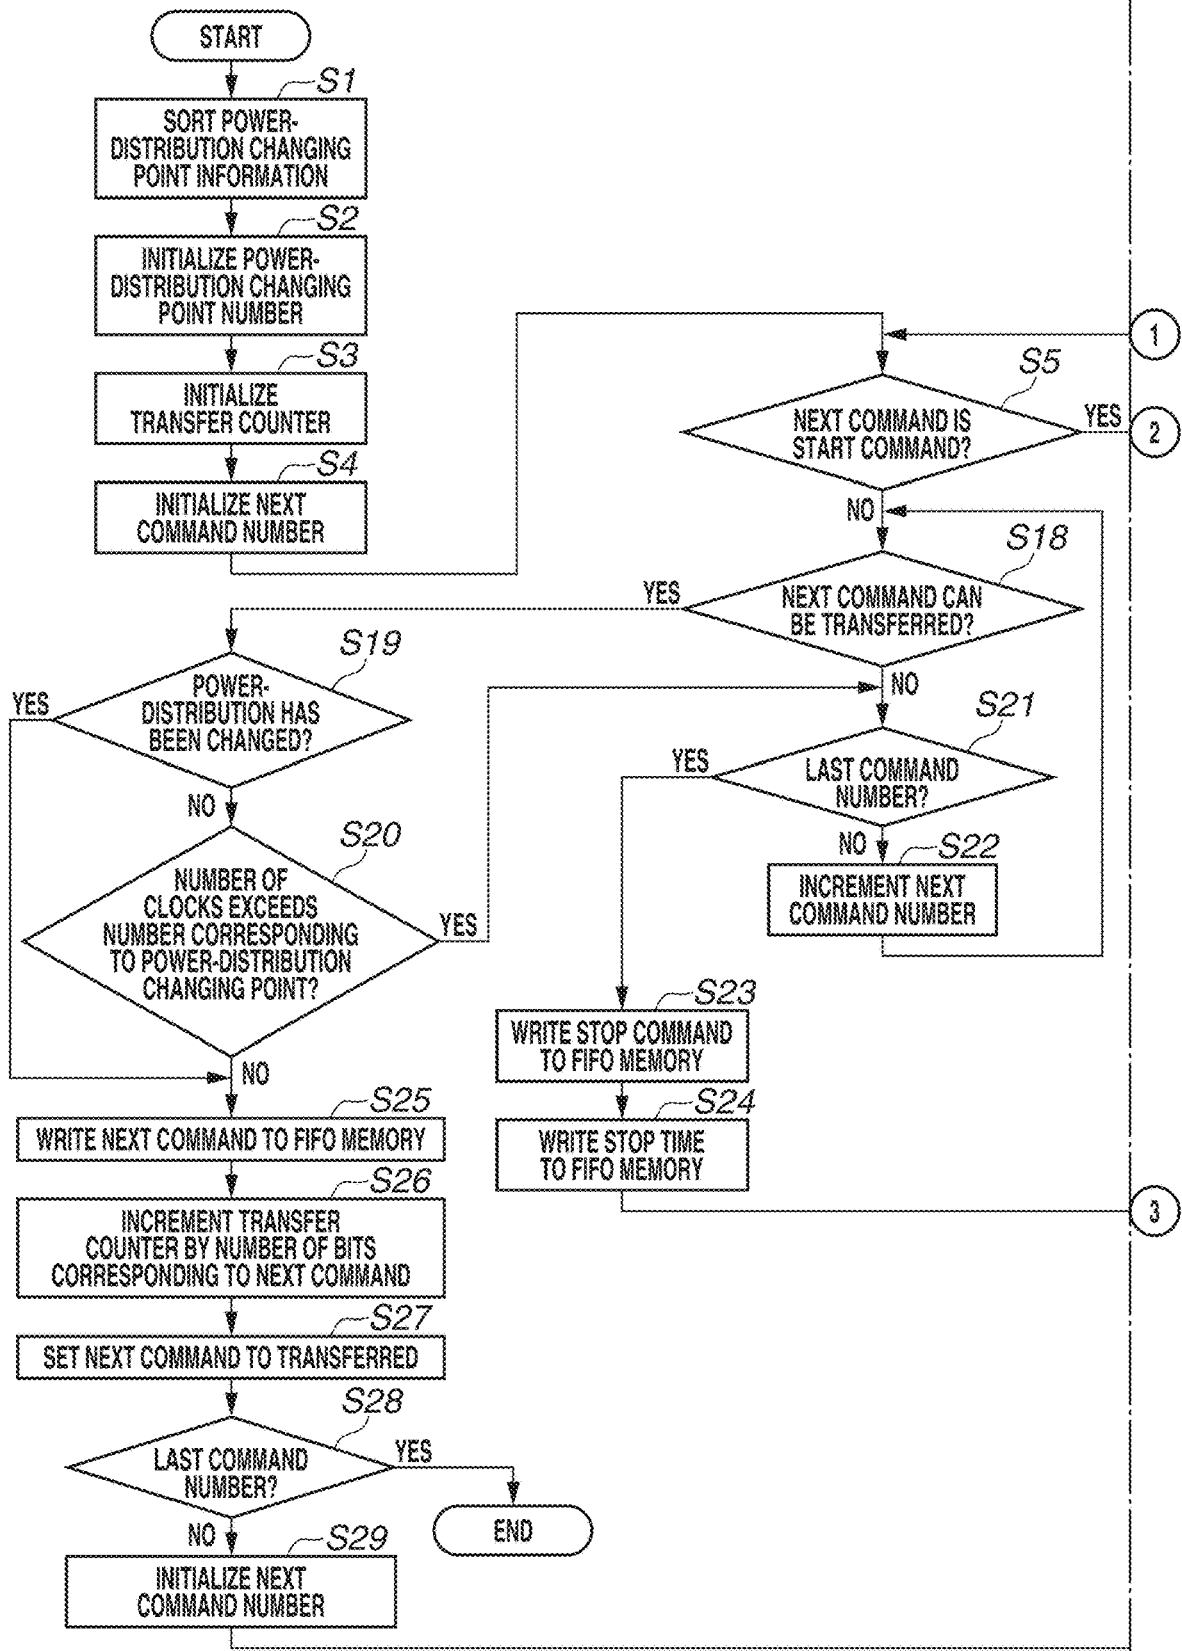 START
S1
SORT POWER-
DISTRIBUTION CHANGING
POINT INFORMATION
S2
INITIALIZE POWER-
DISTRIBUTION CHANGING
POINT NUMBER
S3
INITIALIZE
TRANSFER COUNTER
S4
INITIALIZE NEXT
COMMAND NUMBER
1
S5
NEXT COMMAND IS
START COMMAND?
YES
2
NO
S18
NEXT COMMAND CAN
BE TRANSFERRED?
YES
NO
S19
POWER-
DISTRIBUTION HAS
BEEN CHANGED?
YES
NO
S20
NUMBER OF
CLOCKS EXCEEDS
NUMBER CORRESPONDING
TO POWER-DISTRIBUTION
CHANGING POINT?
YES
NO
S21
LAST COMMAND
NUMBER?
YES
NO
S22
INCREMENT NEXT
COMMAND NUMBER
S23
WRITE STOP COMMAND
TO FIFO MEMORY
S24
WRITE STOP TIME
TO FIFO MEMORY
3
S25
WRITE NEXT COMMAND TO FIFO MEMORY
S26
INCREMENT TRANSFER
COUNTER BY NUMBER OF BITS
CORRESPONDING TO NEXT COMMAND
S27
SET NEXT COMMAND TO TRANSFERRED
S28
LAST COMMAND
NUMBER?
YES
END
NO
S29
INITIALIZE NEXT
COMMAND NUMBER